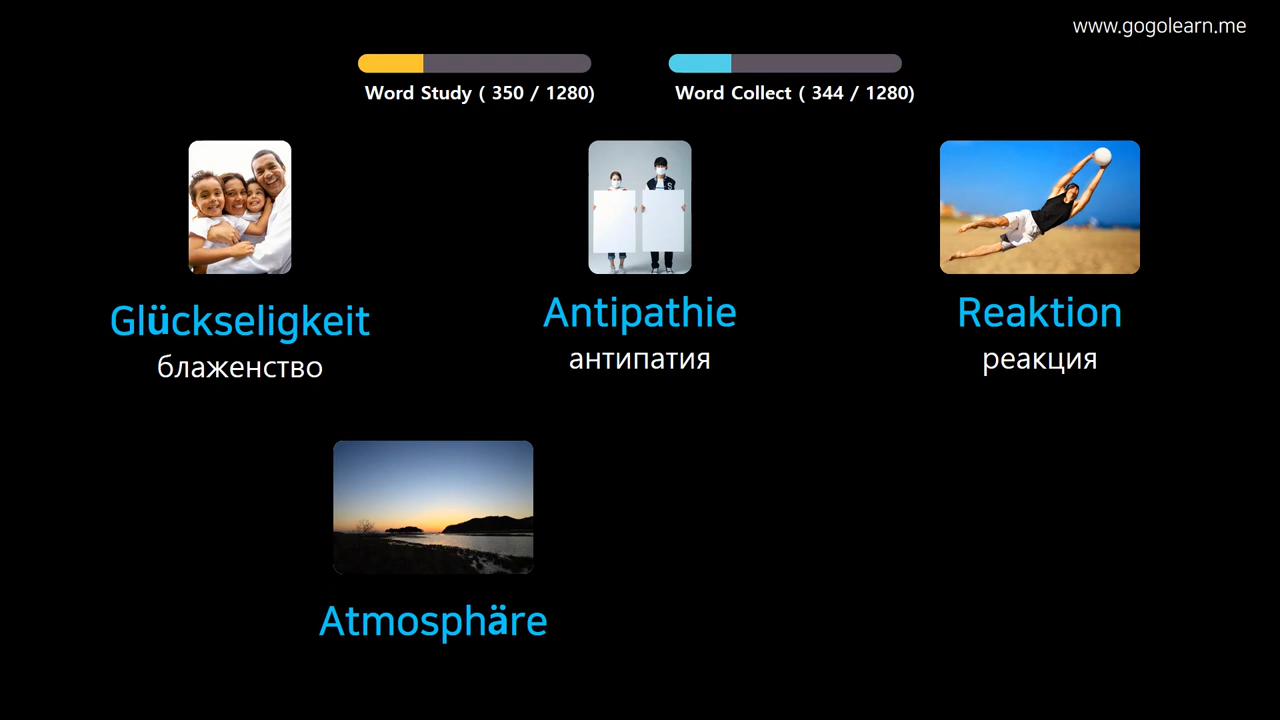 www.gogolearn.me
Word Study ( 350 / 1280)
Word Collect ( 344 / 1280)
Glückseligkeit
блаженство
Antipathie
антипатия
Reaktion
реакция
Atmosphäre